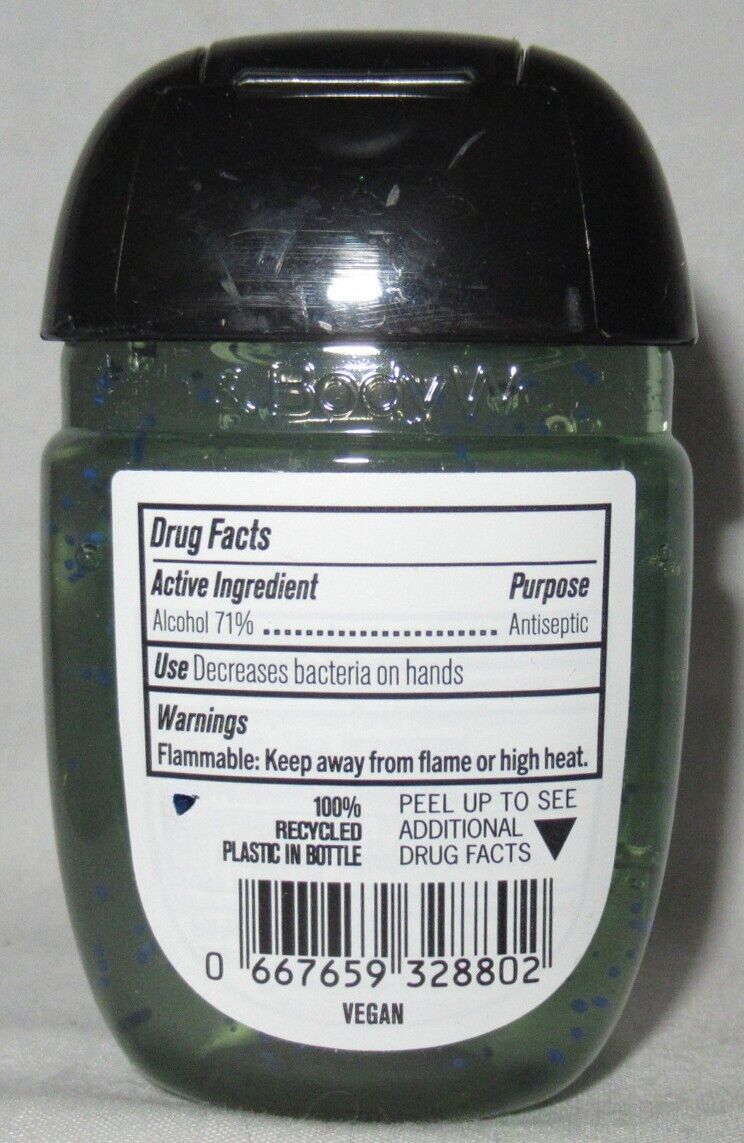 & Body W
Drug Facts
Active Ingredient Purpose
Alcohol 71% ........................ Antiseptic
Use Decreases bacteria on hands
Warnings
Flammable: Keep away from flame or high heat.
100%
RECYCLED
PLASTIC IN BOTTLE
PEEL UP TO SEE
ADDITIONAL
DRUG FACTS
0 667659 328802
VEGAN